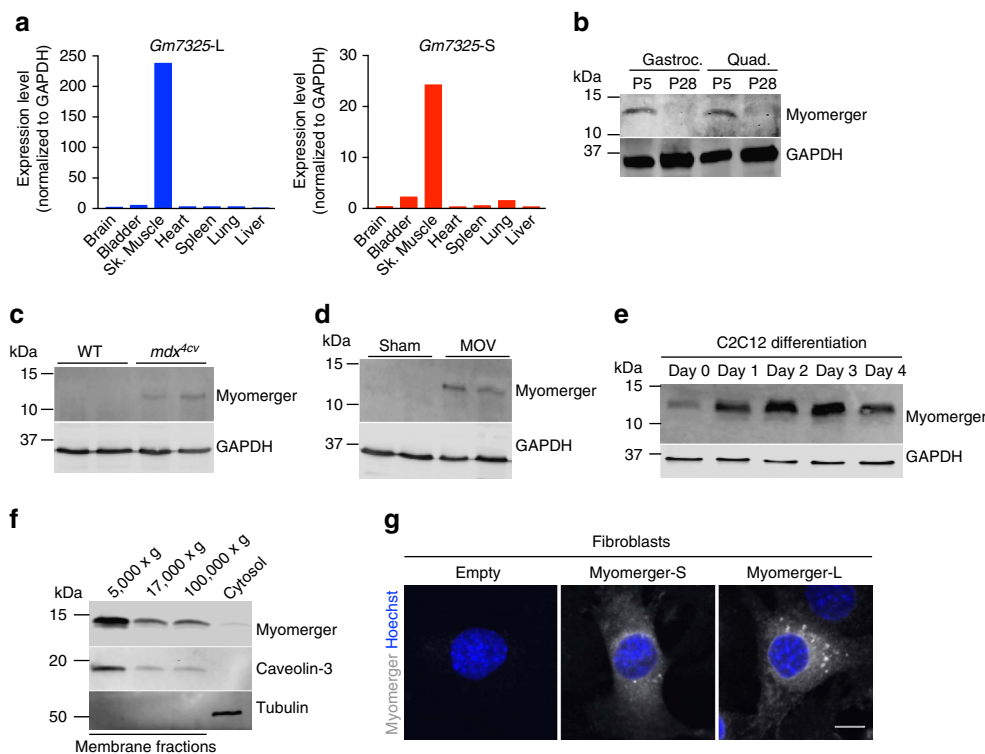 a
Gm7325-L
Expression level
(normalized to GAPDH)
250
200
150
100
50
0
Brain
Bladder
Sk. Muscle
Heart
Spleen
Lung
Liver
Gm7325-S
Expression level
(normalized to GAPDH)
30
20
10
0
Brain
Bladder
Sk. Muscle
Heart
Spleen
Lung
Liver
b
Gastroc. Quad.
kDa P5 P28 P5 P28
15
Myomerger
10
37
GAPDH
c
kDa WT mdx4cv
15
Myomerger
10
37
GAPDH
d
kDa Sham MOV
15
Myomerger
10
37
GAPDH
e
C2C12 differentiation
kDa Day 0 Day 1 Day 2 Day 3 Day 4
15
Myomerger
10
37
GAPDH
f
5,000 x g
17,000 x g
100,000 x g
Cytosol
kDa
15
Myomerger
20
Caveolin-3
Tubulin
50
Membrane fractions
g
Fibroblasts
Empty Myomerger-S Myomerger-L
Myomerger Hoechst